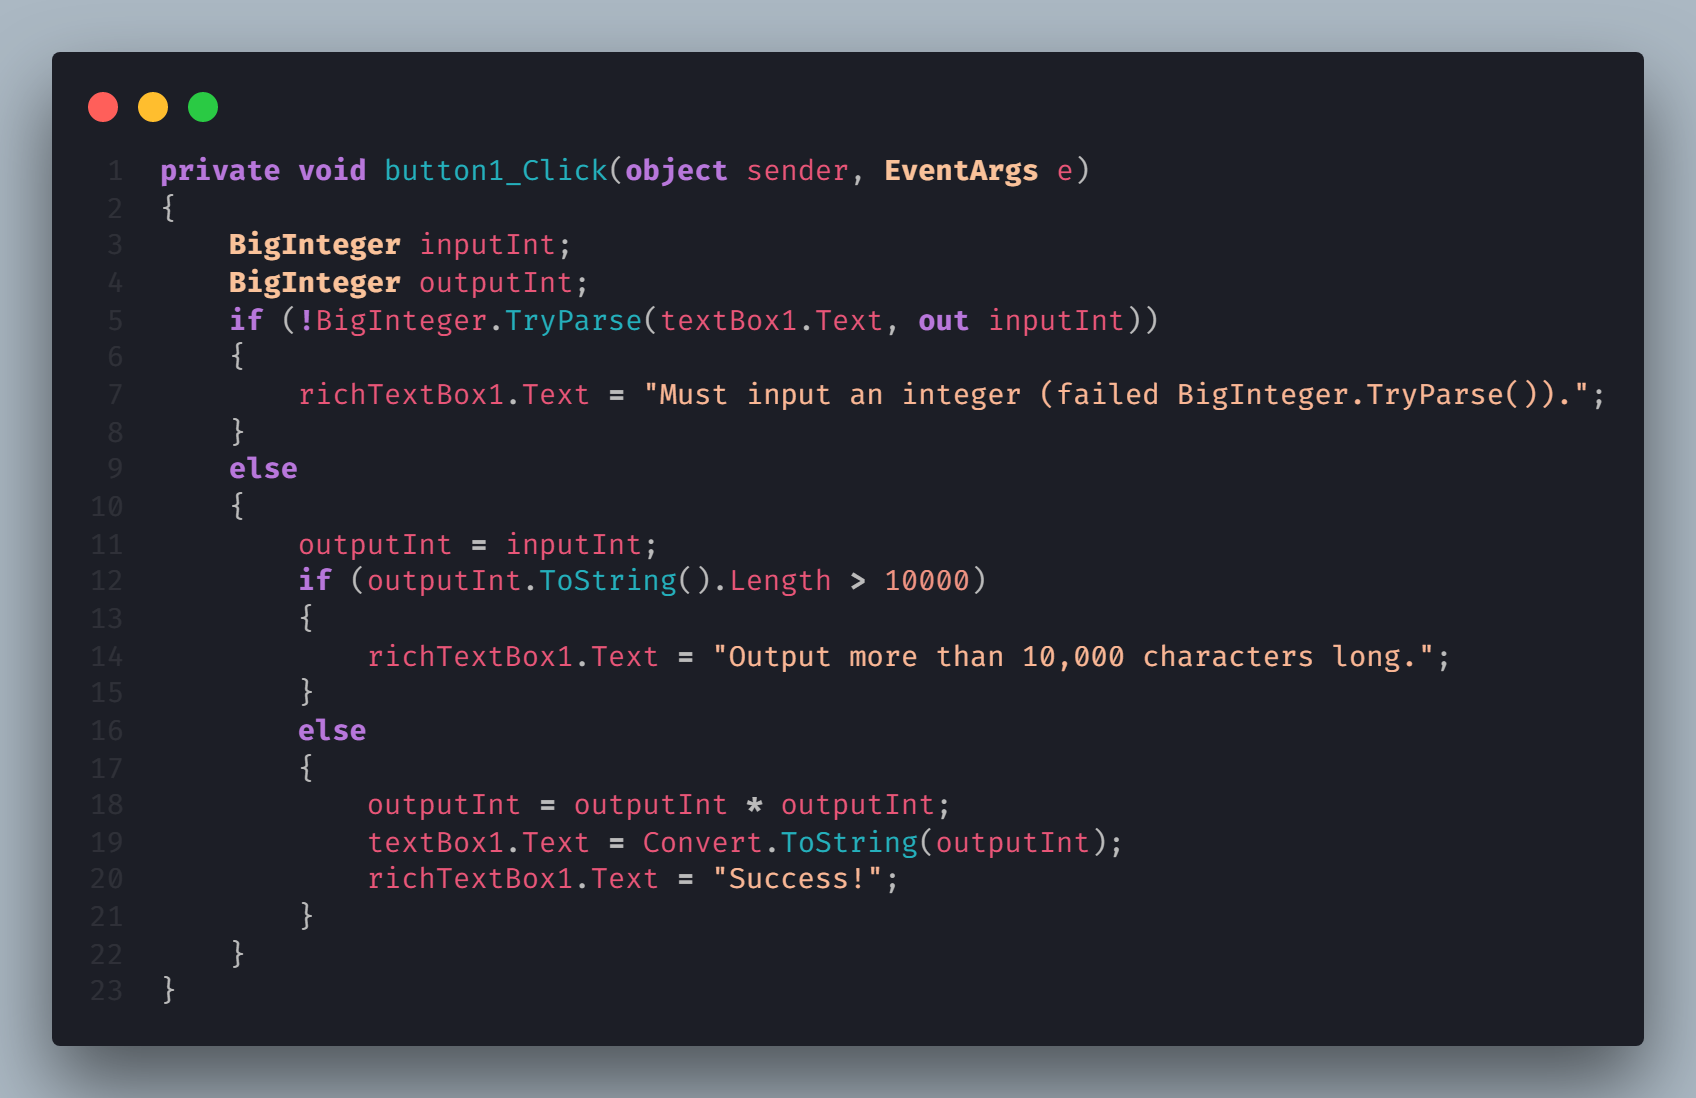 1 private void button1_Click(object sender, EventArgs e)
2 {
3     BigInteger inputInt;
4     BigInteger outputInt;
5     if (!BigInteger.TryParse(textBox1.Text, out inputInt))
6     {
7         richTextBox1.Text = "Must input an integer (failed BigInteger.TryParse()).";
8     }
9     else
10     {
11         outputInt = inputInt;
12         if (outputInt.ToString().Length > 10000)
13         {
14             richTextBox1.Text = "Output more than 10,000 characters long.";
15         }
16         else
17         {
18             outputInt = outputInt * outputInt;
19             textBox1.Text = Convert.ToString(outputInt);
20             richTextBox1.Text = "Success!";
21         }
22     }
23 }